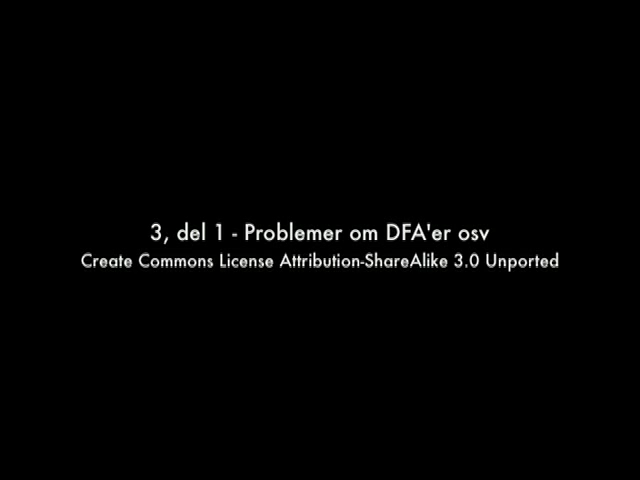 3, del 1 - Problemer om DFA'er osv
Create Commons License Attribution-ShareAlike 3.0 Unported